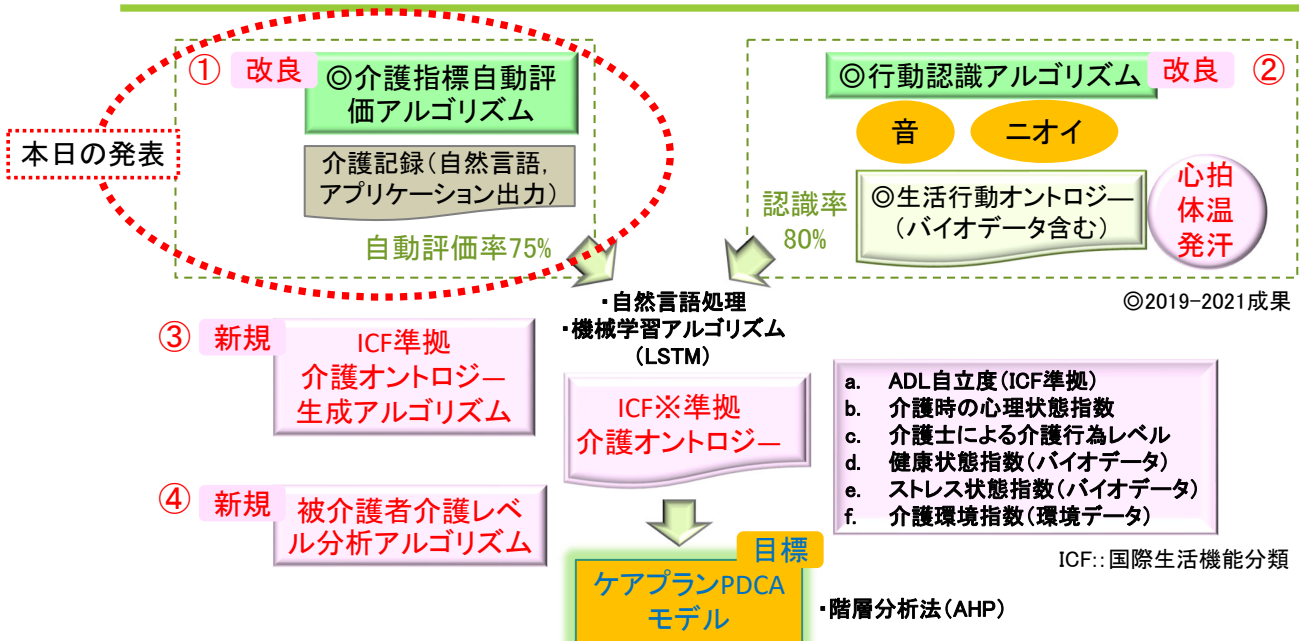 本日の発表
① 改良
◎介護指標自動評
価アルゴリズム
介護記録(自然言語,
アプリケーション出力)
自動評価率75%
◎行動認識アルゴリズム
改良 ②
音
ニオイ
認識率
80%
◎生活行動オントロジ―
(バイオデータ含む)
心拍
体温
発汗
◎2019-2021成果
・自然言語処理
・機械学習アルゴリズム
(LSTM)
③ 新規
ICF準拠
介護オントロジ―
生成アルゴリズム
ICF※準拠
介護オントロジ―
a. ADL自立度(ICF準拠)
b. 介護時の心理状態指数
c. 介護士による介護行為レベル
d. 健康状態指数(バイオデータ)
e. ストレス状態指数(バイオデータ)
f. 介護環境指数(環境データ)
④ 新規
被介護者介護レベ
ル分析アルゴリズム
ICF::国際生活機能分類
目標
ケアプランPDCA
モデル
・階層分析法(AHP)